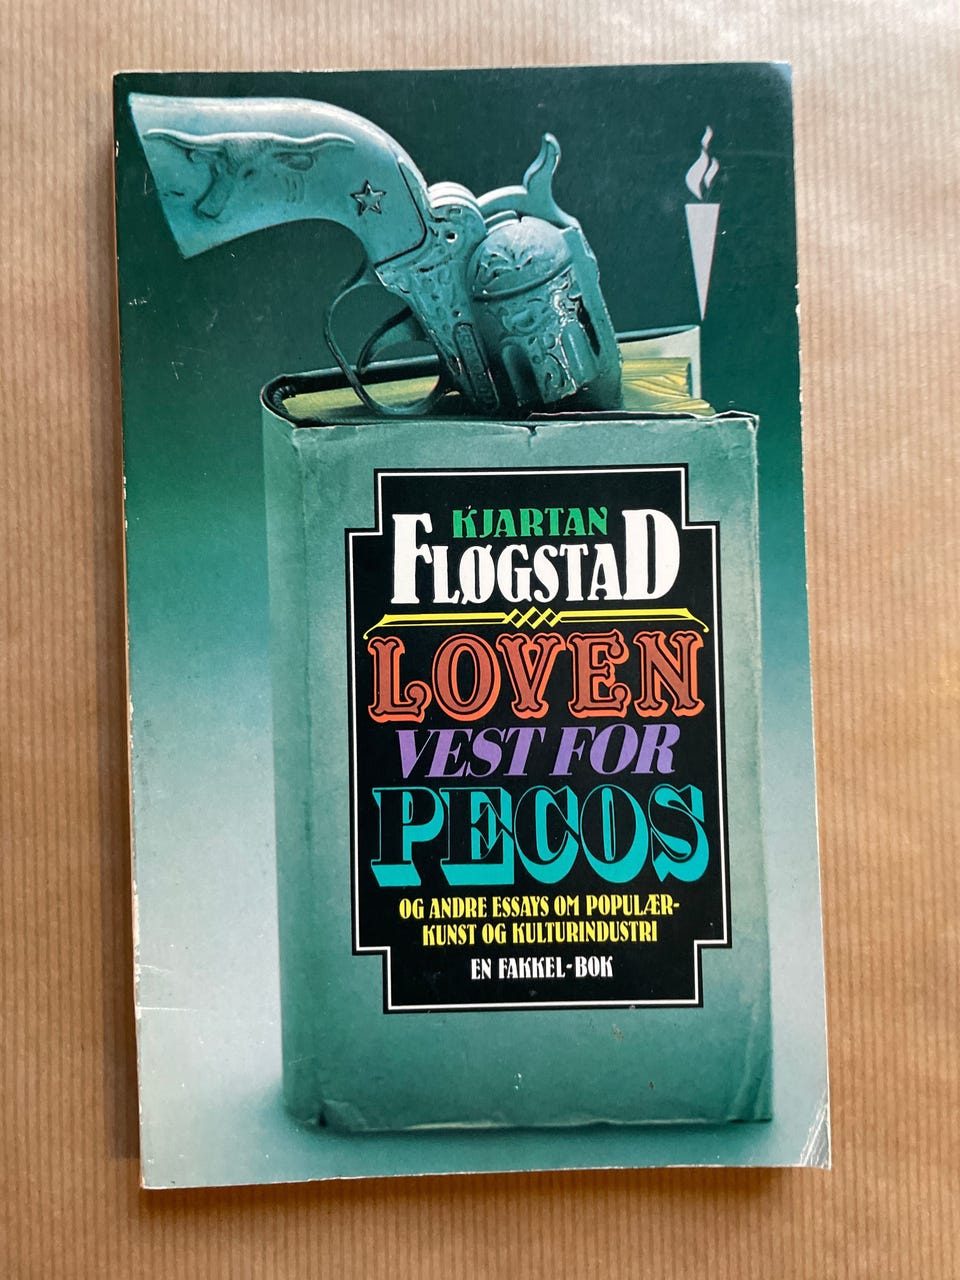 KJARTAN
FLØGSTAD
LOVEN
VEST FOR
PECOS
OG ANDRE ESSAYS OM POPULÆR-
KUNST OG KULTURINDUSTRI
EN FAKKEL-BOK